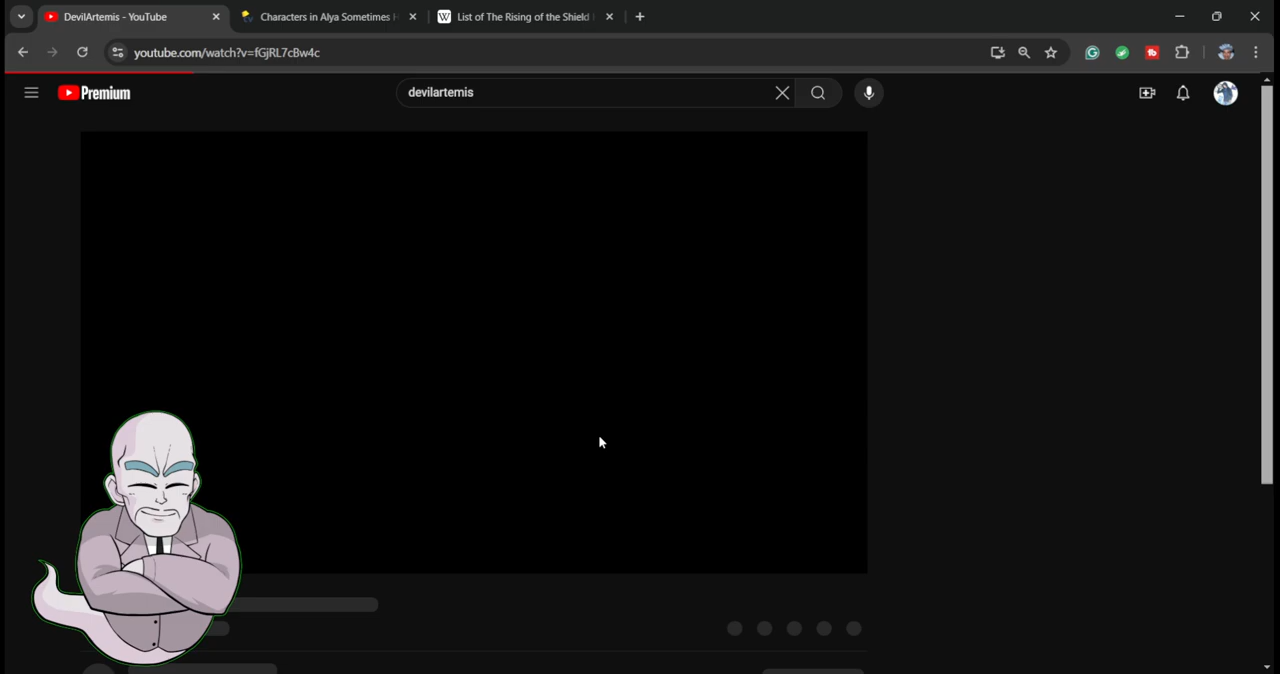 DevilArtemis - YouTube
Characters in Alya Sometimes H
List of The Rising of the Shield
youtube.com/watch?v=fGjRL7cBw4c
Premium
devilartemis